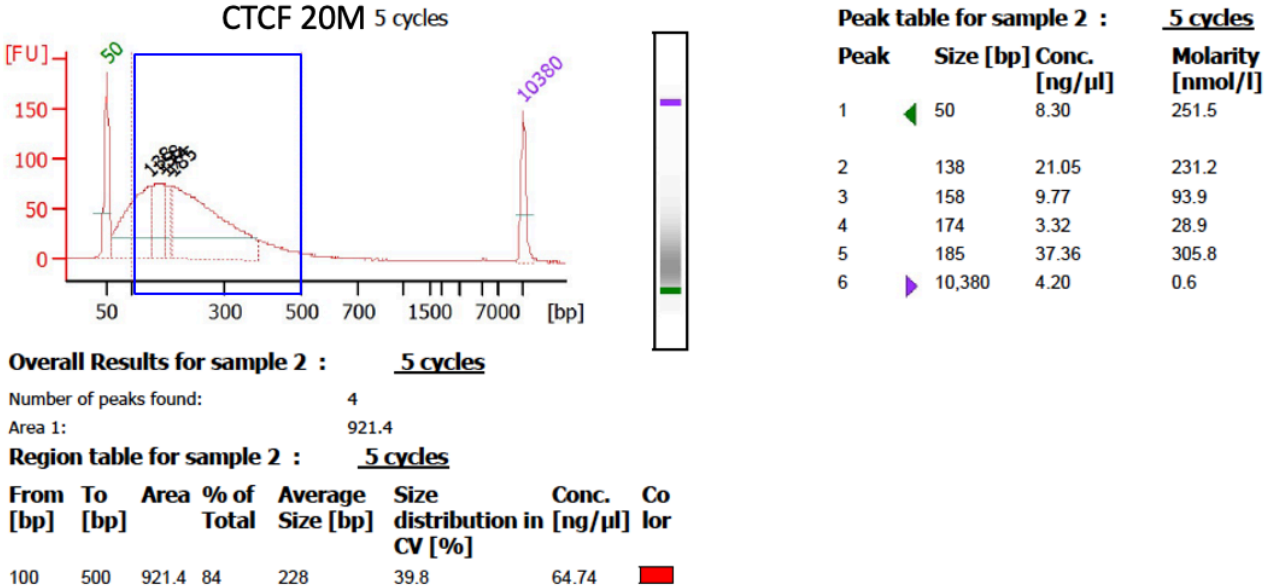 CTCF 20M 5 cycles
[FU]
50
10380
150
100
50
0
138
158
174
185
50 300 500 700 1500 7000 [bp]
Peak table for sample 2 : 5 cycles
Peak Size [bp] Conc. [ng/µl] Molarity [nmol/l]
1 50 8.30 251.5
2 138 21.05 231.2
3 158 9.77 93.9
4 174 3.32 28.9
5 185 37.36 305.8
6 10,380 4.20 0.6
Overall Results for sample 2 : 5 cycles
Number of peaks found: 4
Area 1: 921.4
Region table for sample 2 : 5 cycles
From To Area % of Average Size Conc. Co
[bp] [bp] Total Size [bp] distribution in [ng/µl] lor
CV [%]
100 500 921.4 84 228 39.8 64.74